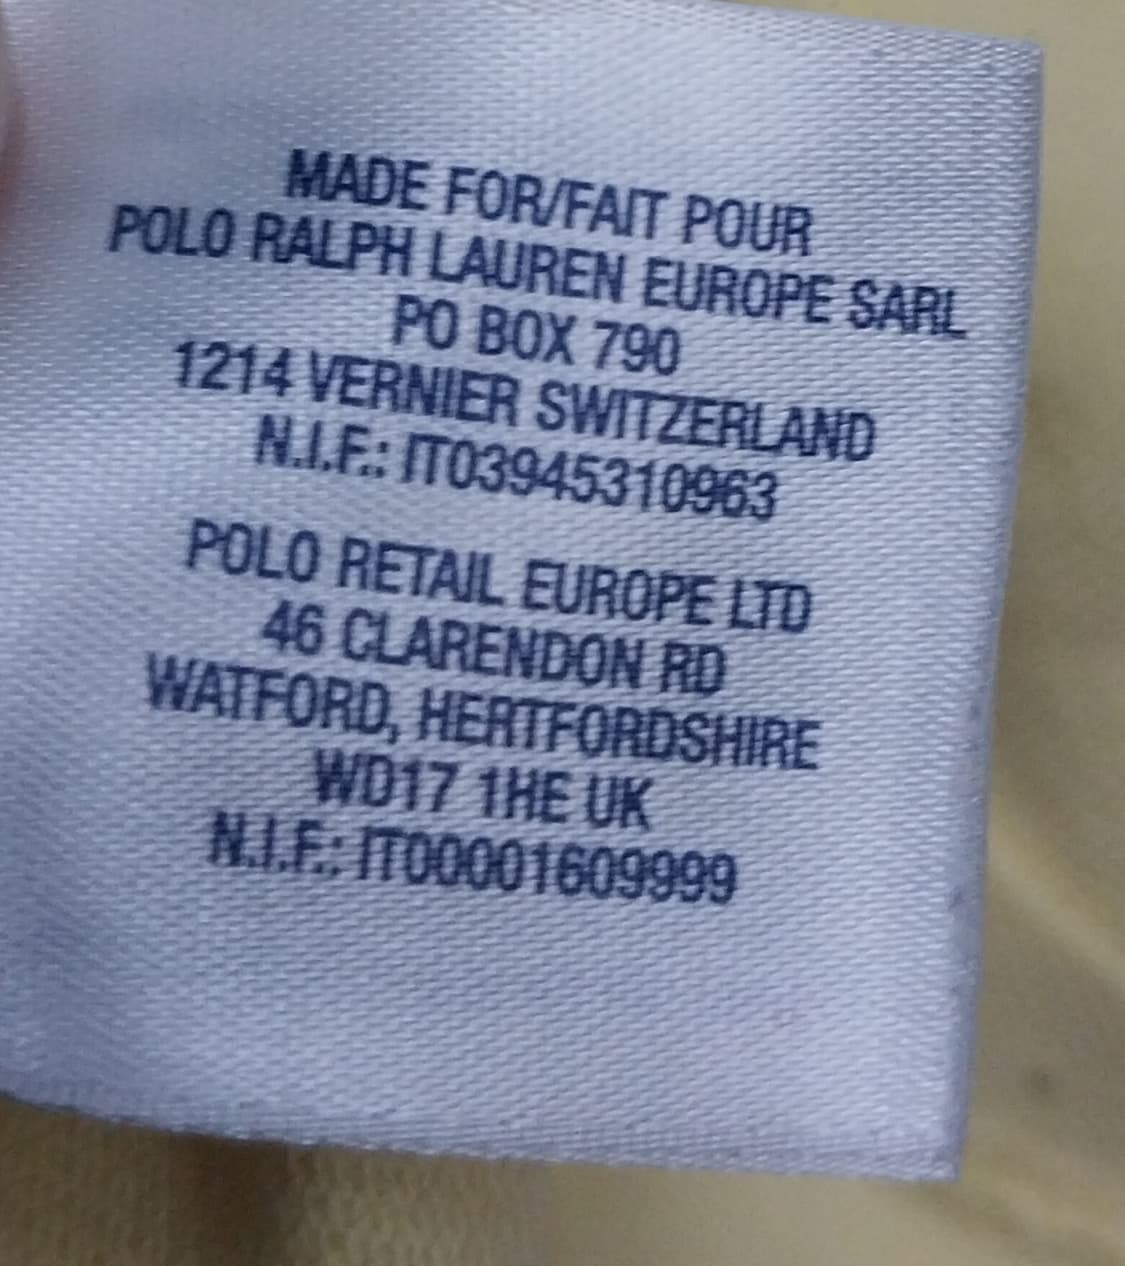 MADE FOR/FAIT POUR
POLO RALPH LAUREN EUROPE SARL
PO BOX 790
1214 VERNIER SWITZERLAND
N.I.F.: IT03945310963
POLO RETAIL EUROPE LTD
46 CLARENDON RD
WATFORD, HERTFORDSHIRE
WD17 1HE UK
N.I.F.: IT00001609999